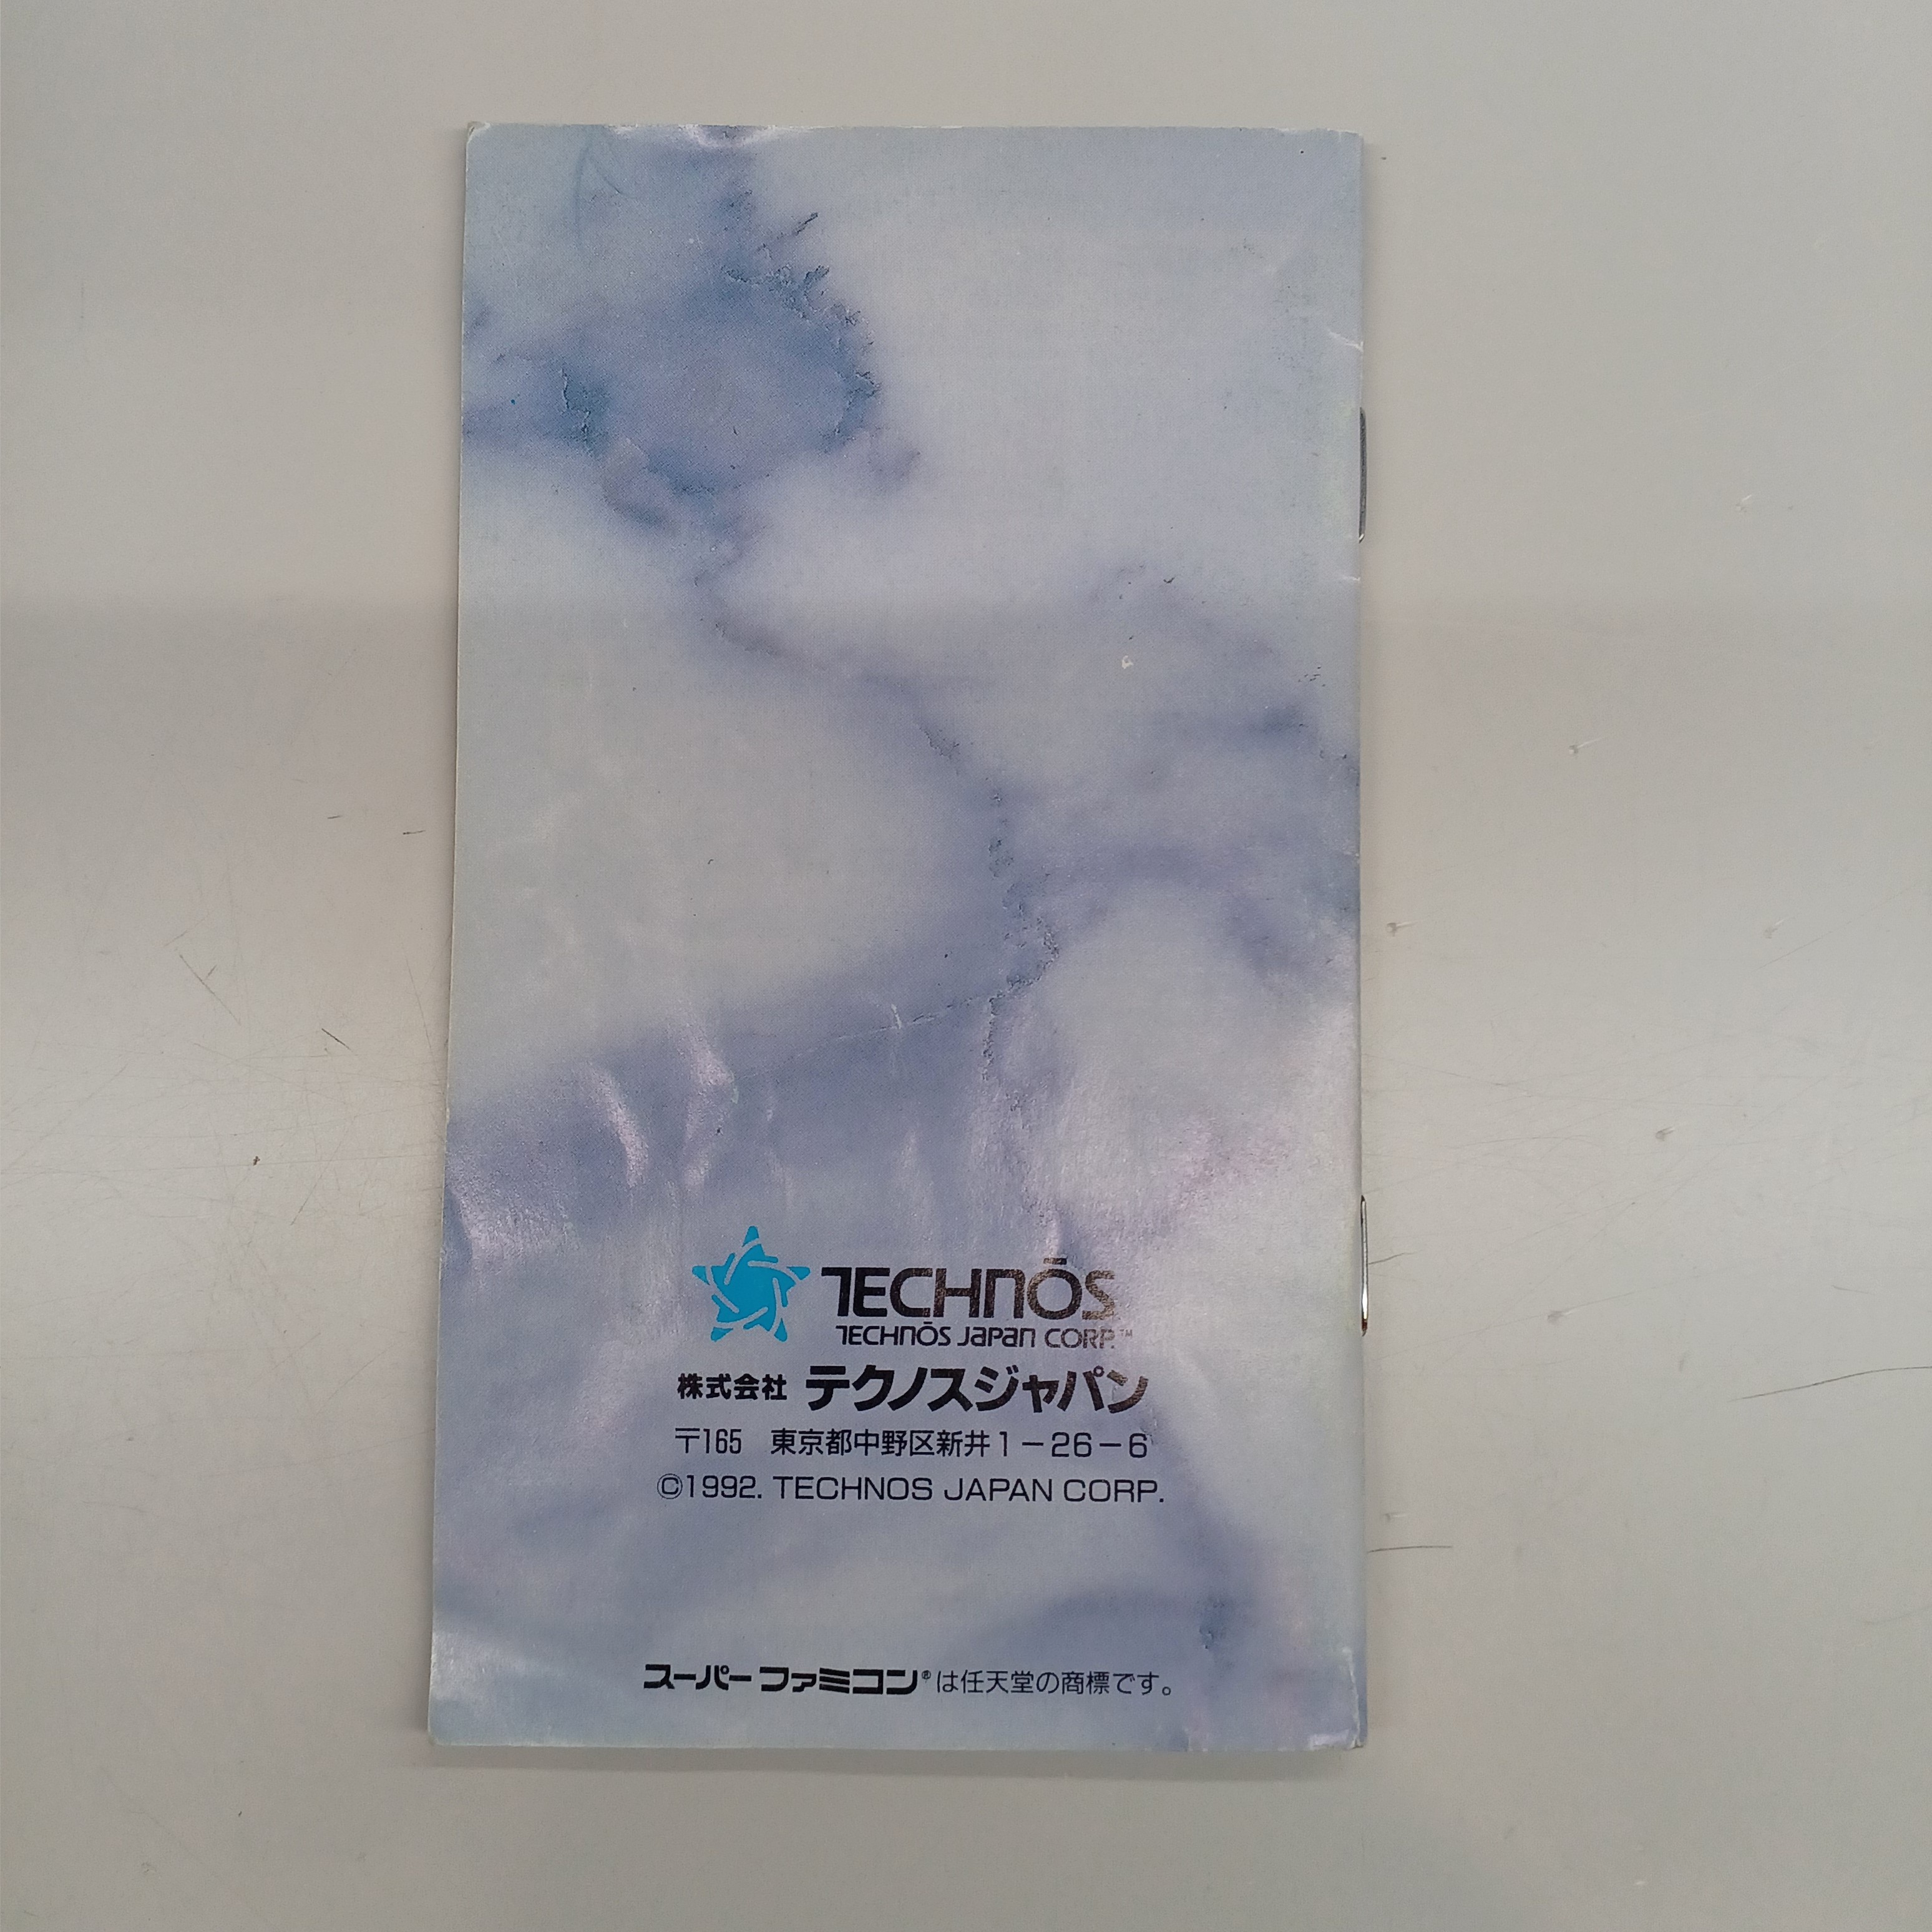 TECHNŌS
TECHNŌS JAPAN CORP.™
株式会社 テクノスジャパン
〒165 東京都中野区新井1-26-6
©1992. TECHNOS JAPAN CORP.
スーパーファミコン®は任天堂の商標です。